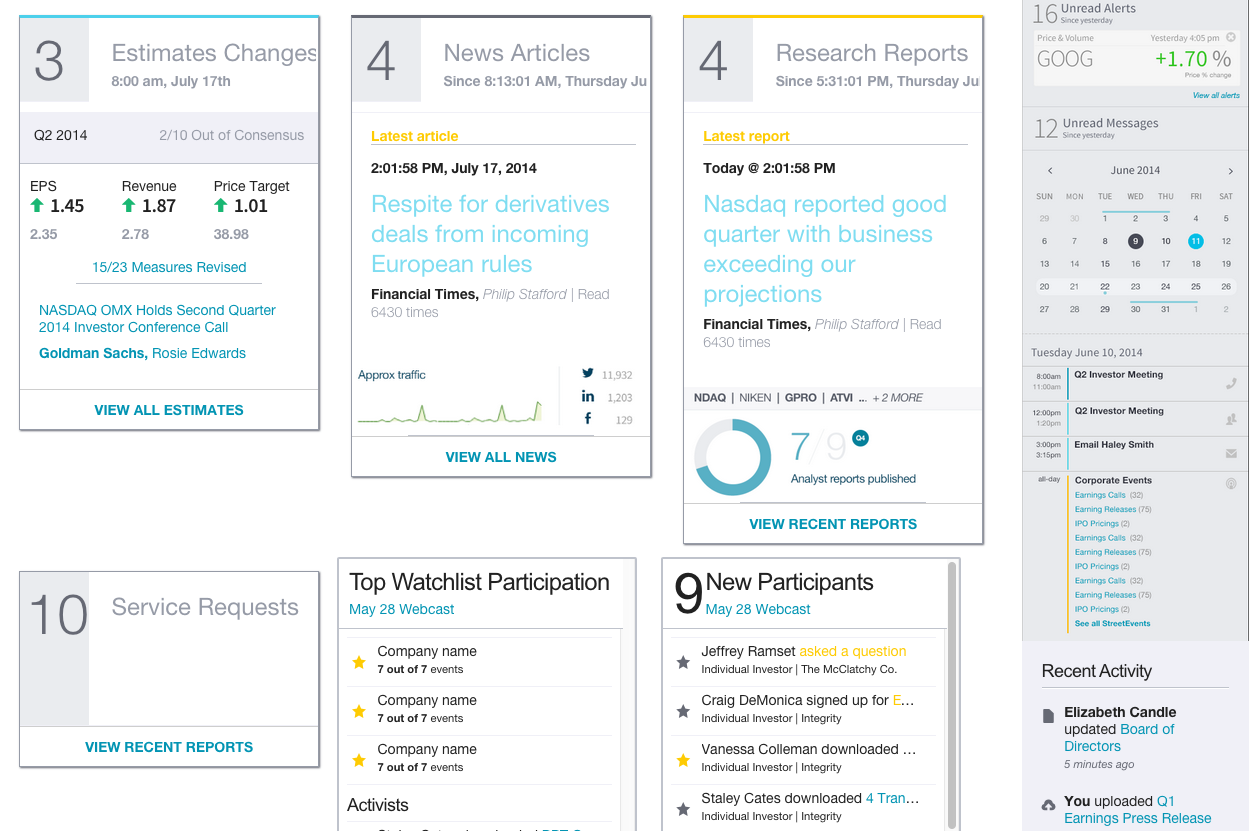 3
Estimates Changes
8:00 am, July 17th
Q2 2014
2/10 Out of Consensus
EPS Revenue Price Target
1.45 1.87 1.01
2.35 2.78 38.98
15/23 Measures Revised
NASDAQ OMX Holds Second Quarter
2014 Investor Conference Call
Goldman Sachs, Rosie Edwards
VIEW ALL ESTIMATES
4
News Articles
Since 8:13:01 AM, Thursday Ju
Latest article
2:01:58 PM, July 17, 2014
Respite for derivatives
deals from incoming
European rules
Financial Times, Philip Stafford | Read
6430 times
Approx traffic
11,932
1,203
129
VIEW ALL NEWS
4
Research Reports
Since 5:31:01 PM, Thursday Ju
Latest report
Today @ 2:01:58 PM
Nasdaq reported good
quarter with business
exceeding our
projections
Financial Times, Philip Stafford | Read
6430 times
NDAQ | NIKEN | GPRO | ATVI ... + 2 MORE
7/9 Q4
Analyst reports published
VIEW RECENT REPORTS
10
Service Requests
VIEW RECENT REPORTS
Top Watchlist Participation
May 28 Webcast
Company name
7 out of 7 events
Company name
7 out of 7 events
Company name
7 out of 7 events
Activists
9
New Participants
May 28 Webcast
Jeffrey Ramset asked a question
Individual Investor | The McClatchy Co.
Craig DeMonica signed up for E...
Individual Investor | Integrity
Vanessa Colleman downloaded ...
Individual Investor | Integrity
Staley Cates downloaded 4 Tran...
Individual Investor | Integrity
16 Unread Alerts
Since yesterday
Price & Volume Yesterday 4:05 pm
GOOG +1.70 %
Price % change
View all alerts
12 Unread Messages
Since yesterday
June 2014
SUN MON TUE WED THU FRI SAT
29 30 1 2 3 4 5
6 7 8 9 10 11 12
13 14 15 16 17 18 19
20 21 22 23 24 25 26
27 28 29 30 31 1 2
Tuesday June 10, 2014
8:00am Q2 Investor Meeting
11:00am
12:00pm Q2 Investor Meeting
1:20pm
3:00pm Email Haley Smith
3:15pm
all-day Corporate Events
Earnings Calls (32)
Earning Releases (75)
IPO Pricings (2)
Earnings Calls (32)
Earning Releases (75)
IPO Pricings (2)
Earnings Calls (32)
Earning Releases (75)
IPO Pricings (2)
See all StreetEvents
Recent Activity
Elizabeth Candle
updated Board of
Directors
5 minutes ago
You uploaded Q1
Earnings Press Release